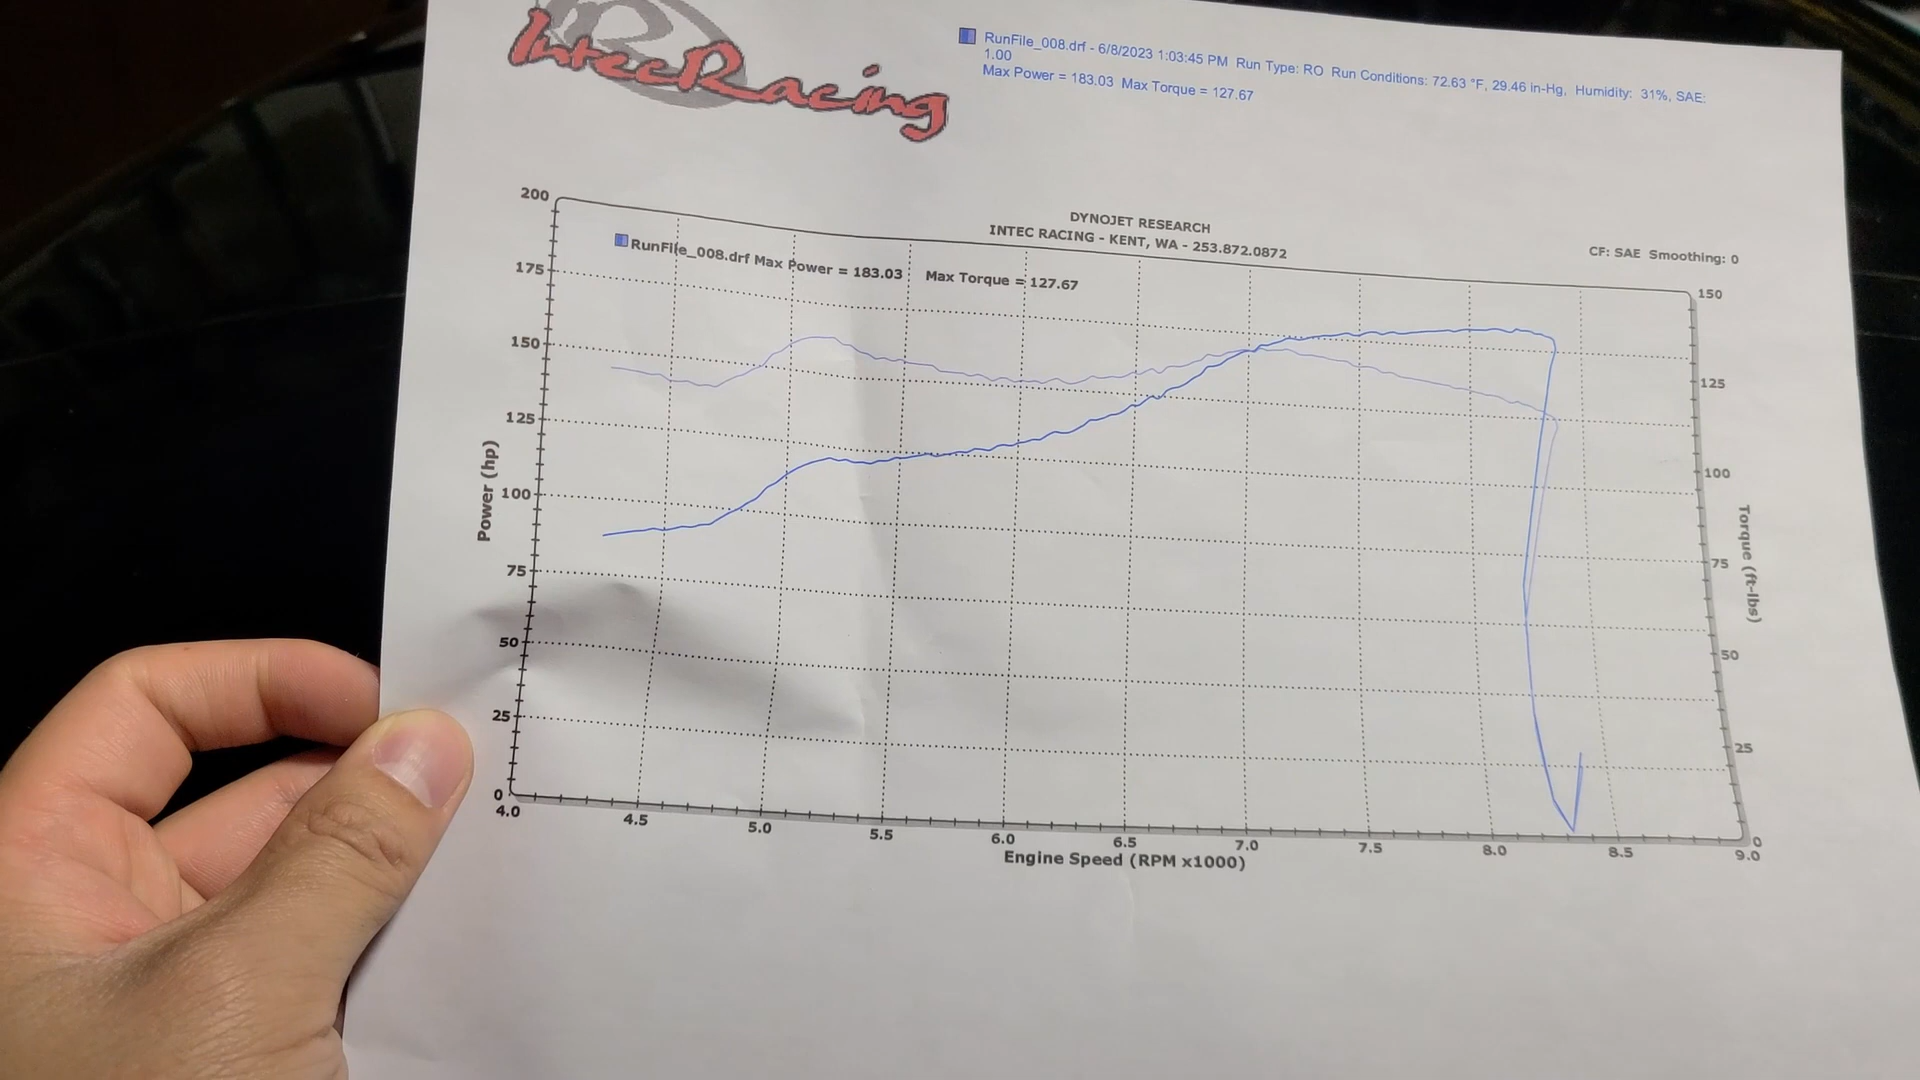 IntecRacing
RunFile_008.drf - 6/8/2023 1:03:45 PM Run Type: RO Run Conditions: 72.63 °F, 29.46 in-Hg, Humidity: 31%, SAE:
1.00
Max Power = 183.03 Max Torque = 127.67
DYNOJET RESEARCH
INTEC RACING - KENT, WA - 253.872.0872
CF: SAE Smoothing: 0
RunFile_008.drf Max Power = 183.03 Max Torque = 127.67
200
175
150
125
100
75
50
25
0
Power (hp)
150
125
100
75
50
25
0
Torque (ft-lbs)
4.0 4.5 5.0 5.5 6.0 6.5 7.0 7.5 8.0 8.5 9.0
Engine Speed (RPM x1000)